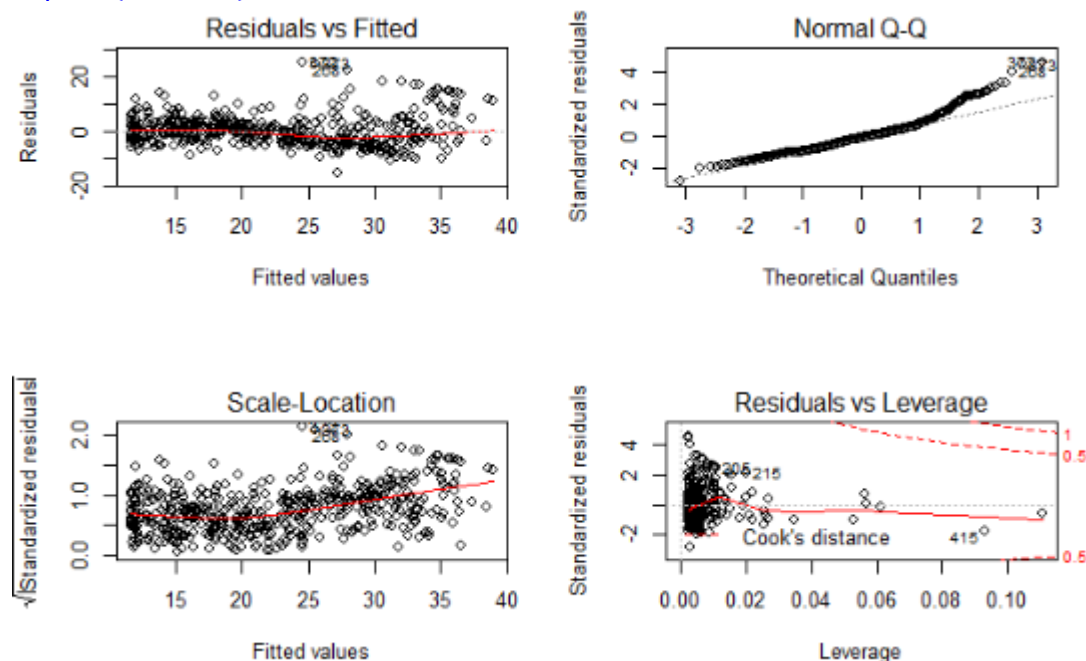 Residuals vs Fitted
Residuals
20
0
-20
15 20 25 30 35 40
Fitted values
Normal Q-Q
Standardized residuals
4
2
0
-2
208
-3 -2 -1 0 1 2 3
Theoretical Quantiles
Scale-Location
√|Standardized residuals|
2.0
1.0
0.0
15 20 25 30 35 40
Fitted values
Residuals vs Leverage
Standardized residuals
4
2
0
-2
205
215
415
Cook's distance
1
0.5
0.5
0.00 0.02 0.04 0.06 0.08 0.10
Leverage